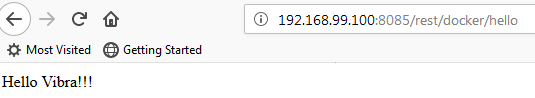 192.168.99.100:8085/rest/docker/hello
Most Visited Getting Started
Hello Vibra!!!